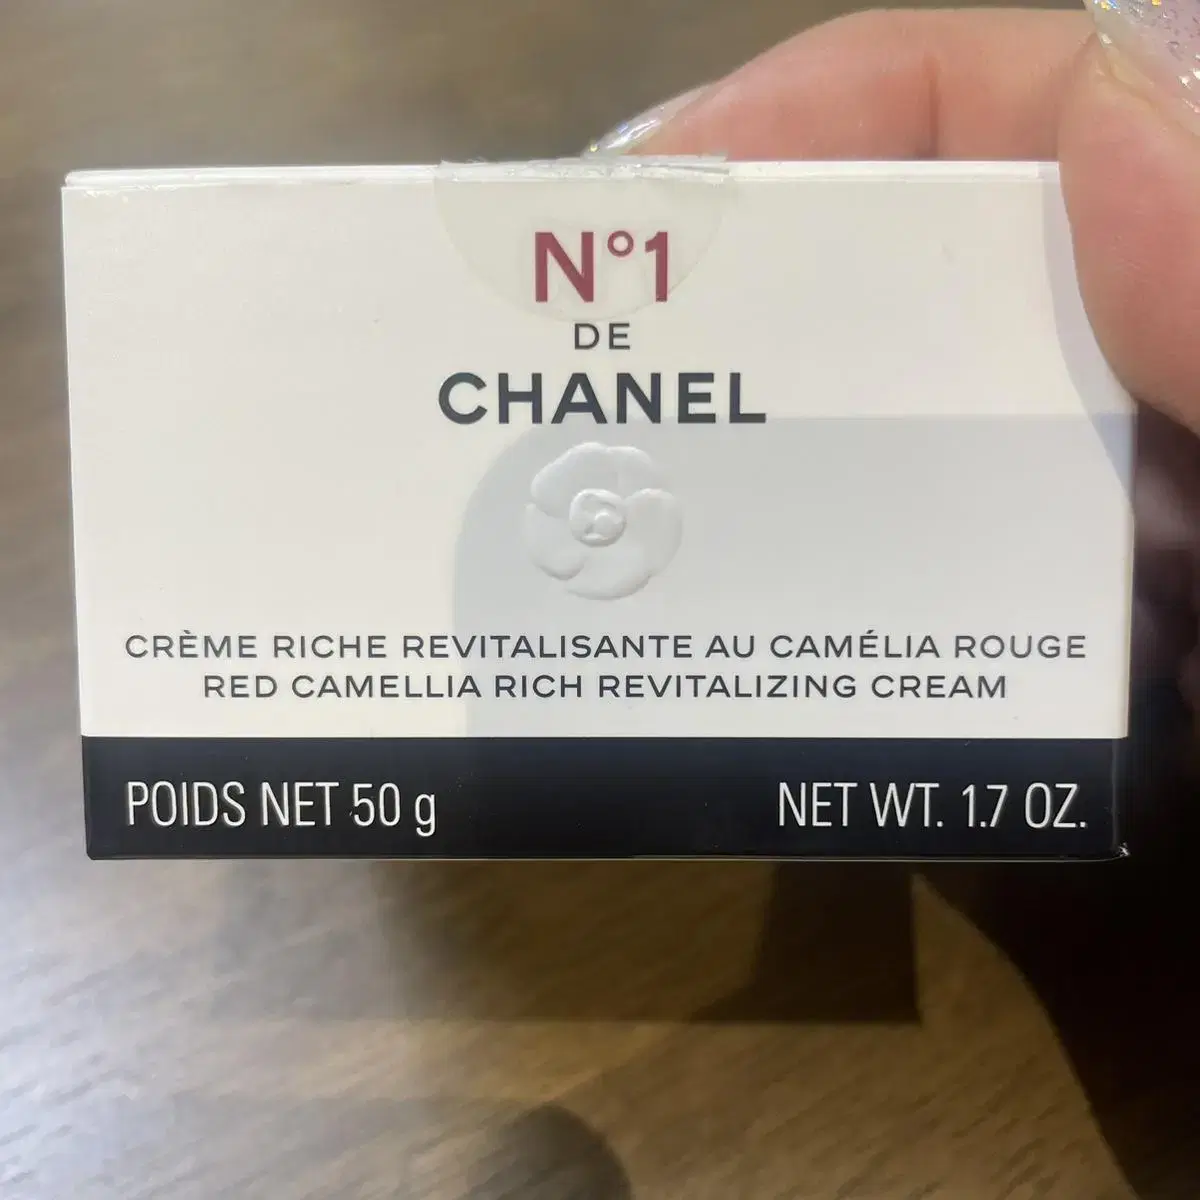 N°1
DE
CHANEL
CRÈME RICHE REVITALISANTE AU CAMÉLIA ROUGE
RED CAMELLIA RICH REVITALIZING CREAM
POIDS NET 50 g NET WT. 1.7 OZ.